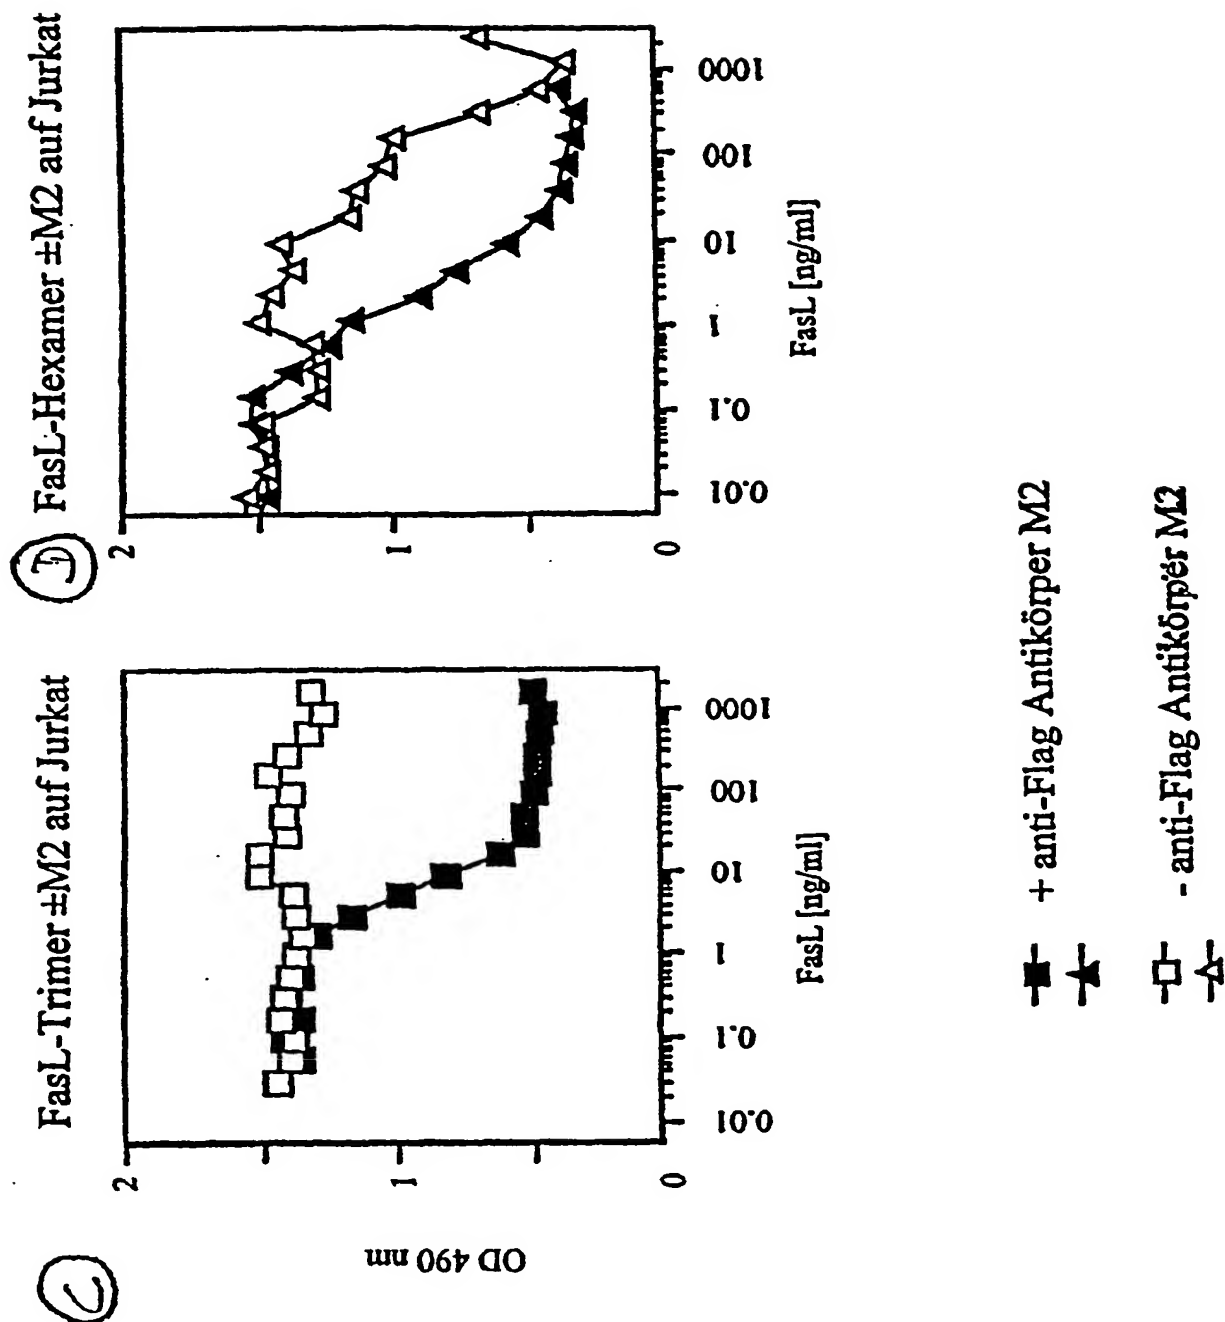 C
FasL-Trimer ±M2 auf Jurkat
OD 490 nm
2
1
0
0.01
0.1
1
10
100
1000
FasL [ng/ml]
D
FasL-Hexamer ±M2 auf Jurkat
2
1
0
0.01
0.1
1
10
100
1000
FasL [ng/ml]
+ anti-Flag Antikörper M2
- anti-Flag Antikörper M2